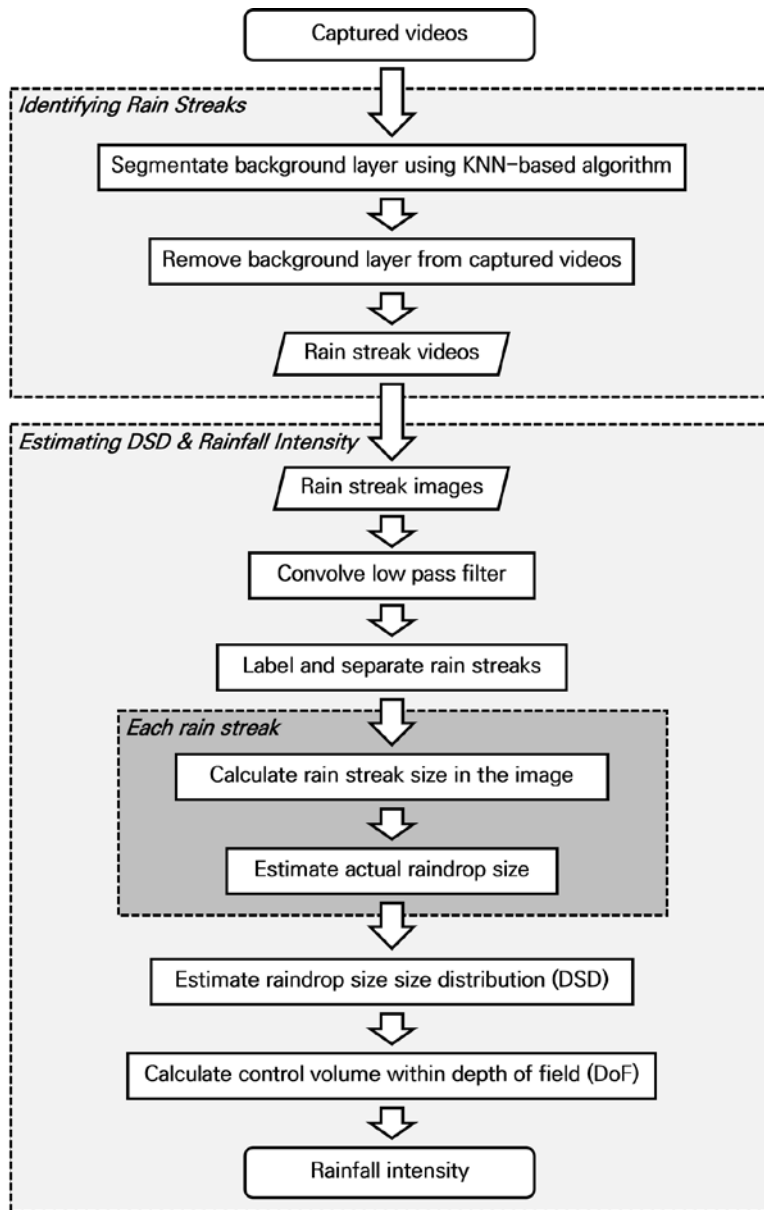 Captured videos
Identifying Rain Streaks
Segmentate background layer using KNN-based algorithm
Remove background layer from captured videos
Rain streak videos
Estimating DSD & Rainfall Intensity
Rain streak images
Convolve low pass filter
Label and separate rain streaks
Each rain streak
Calculate rain streak size in the image
Estimate actual raindrop size
Estimate raindrop size size distribution (DSD)
Calculate control volume within depth of field (DoF)
Rainfall intensity